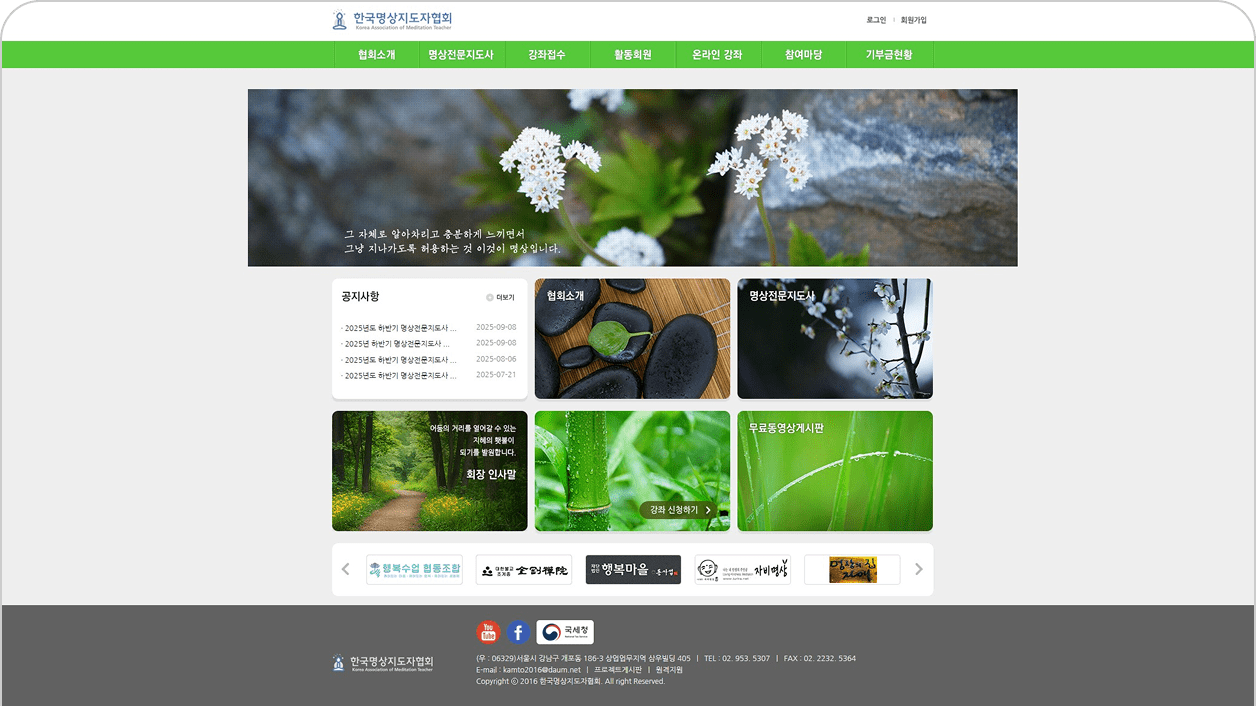 한국명상지도자협회
Korea Association of Meditation Teacher
로그인 회원가입
협회소개 명상전문지도사 강좌접수 활동회원 온라인 강좌 참여마당 기부금현황
그 자체로 알아차리고 충분하게 느끼면서
그냥 지나가도록 허용하는 것 이것이 명상입니다.
공지사항 더보기
· 2025년도 하반기 명상전문지도사 ... 2025-09-08
· 2025년 하반기 명상전문지도사 ... 2025-09-08
· 2025년도 하반기 명상전문지도사 ... 2025-08-06
· 2025년도 하반기 명상전문지도사 ... 2025-07-21
협회소개
명상전문지도사
어둠의 거리를 열어갈 수 있는
지혜의 횃불이
되기를 발원합니다.
회장 인사말
강좌 신청하기
무료동영상게시판
행복수업 협동조합
대한불교
조계종
金剛禪院
재단
법인
행복마을
자비명상
명상의 집
You
Tube
국세청
한국명상지도자협회
Korea Association of Meditation Teacher
(우 : 06329)서울시 강남구 개포동 186-3 상업업무지역 삼우빌딩 405 | TEL : 02. 953. 5307 | FAX : 02. 2232. 5364
E-mail : kamto2016@daum.net | 프로젝트게시판 | 원격지원
Copyright ⓒ 2016 한국명상지도자협회. All right Reserved.